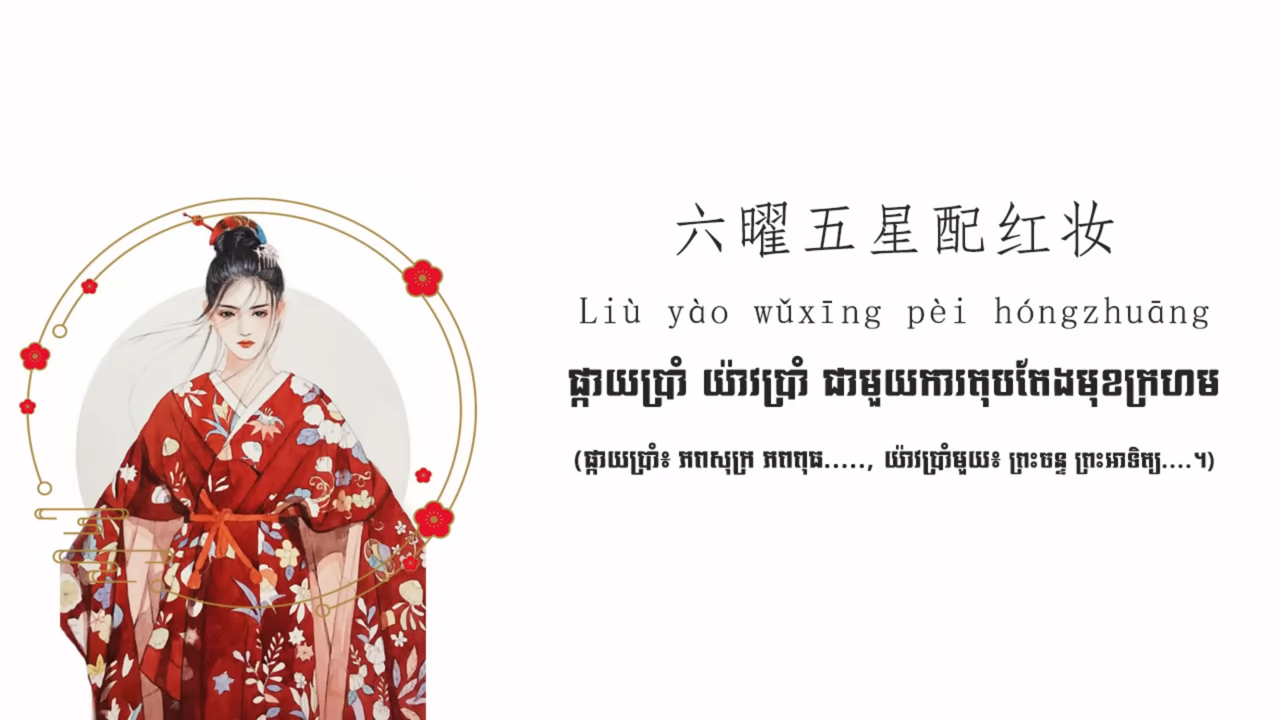 六曜五星配红妆
Liù yào wǔxīng pèi hóngzhuāng
ផ្កាយប្រាំ យ៉ាវប្រាំ ជាមួយការតុបតែងមុខក្រហម
(ផ្កាយប្រាំ៖ ភពសុក្រ ភពពុធ....., យ៉ាវប្រាំមួយ៖ ព្រះចន្ទ ព្រះអាទិត្យ....។)